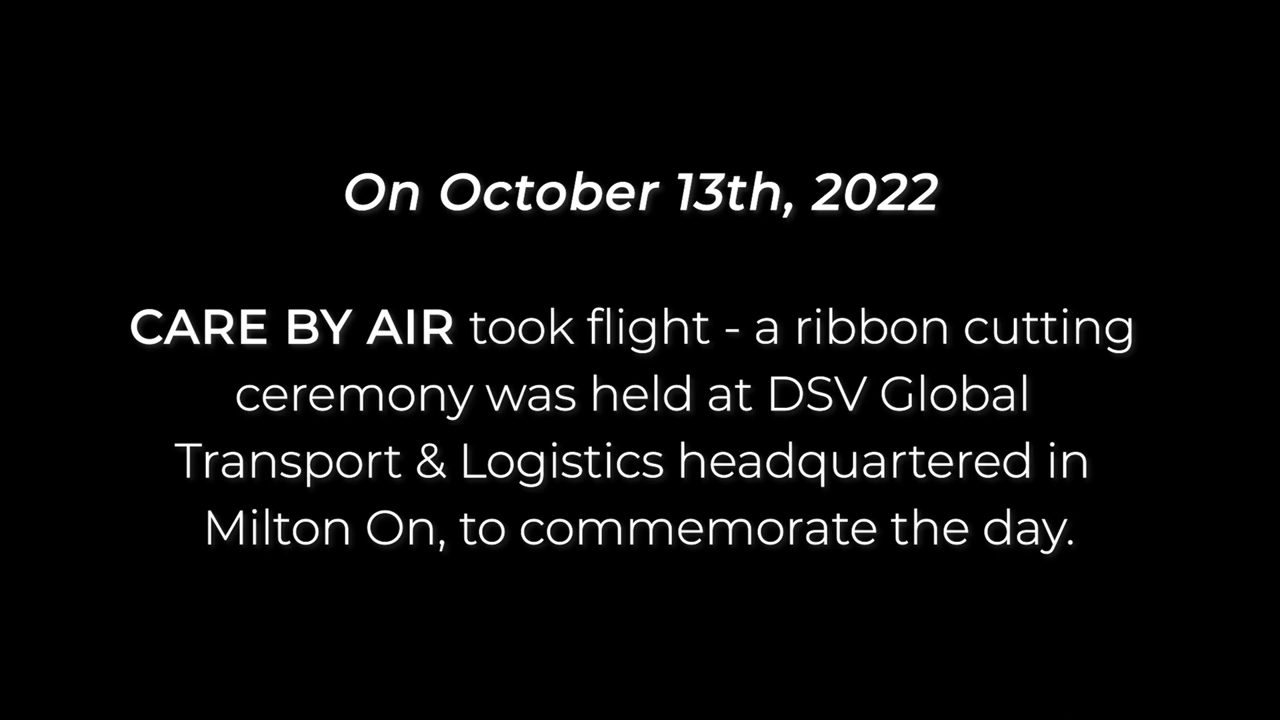 On October 13th, 2022
CARE BY AIR took flight - a ribbon cutting
ceremony was held at DSV Global
Transport & Logistics headquartered in
Milton On, to commemorate the day.